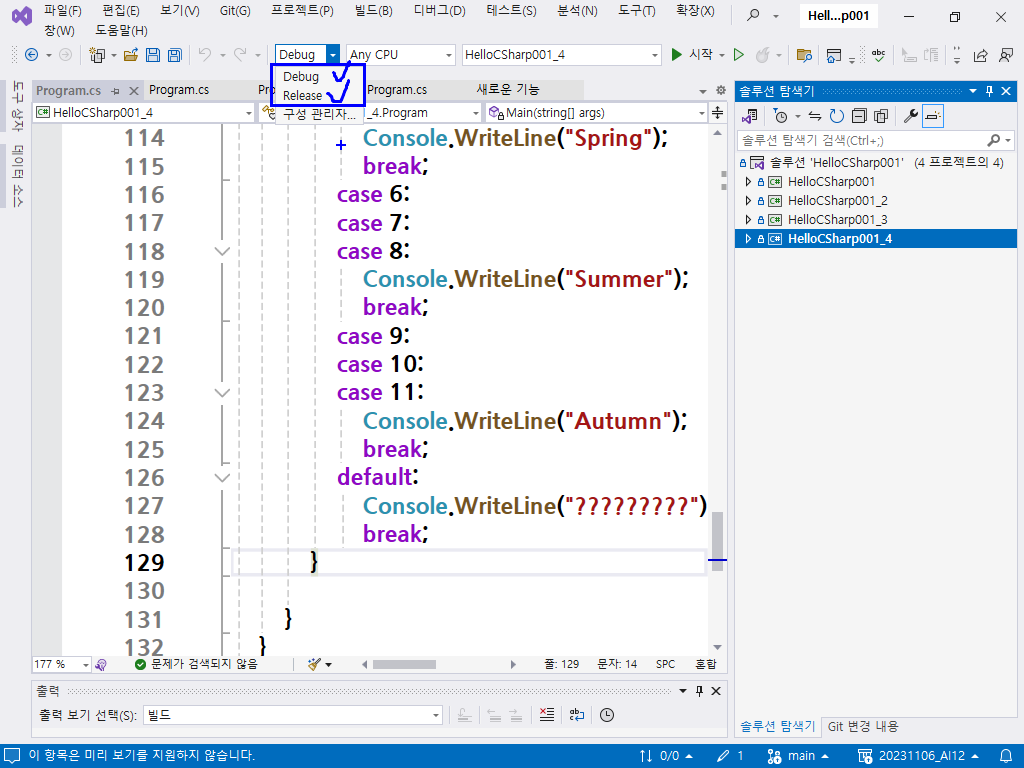 파일(F) 편집(E) 보기(V) Git(G) 프로젝트(P) 빌드(B) 디버그(D) 테스트(S) 분석(N) 도구(T) 확장(X)
창(W) 도움말(H)
Hell...p001
Debug Any CPU HelloCSharp001_4 시작
Debug
Release
구성 관리자...
도구 상자
데이터 소스
Program.cs Program.cs Program.cs 새로운 기능
HelloCSharp001_4 _4.Program Main(string[] args)
114 Console.WriteLine("Spring");
115 break;
116 case 6:
117 case 7:
118 case 8:
119 Console.WriteLine("Summer");
120 break;
121 case 9:
122 case 10:
123 case 11:
124 Console.WriteLine("Autumn");
125 break;
126 default:
127 Console.WriteLine("?????????")
128 break;
129 }
130
131 }
132 }
177 % 문제가 검색되지 않음 줄: 129 문자: 14 SPC 혼합
출력
출력 보기 선택(S): 빌드
솔루션 탐색기
솔루션 탐색기 검색(Ctrl+;)
솔루션 'HelloCSharp001' (4 프로젝트의 4)
HelloCSharp001
HelloCSharp001_2
HelloCSharp001_3
HelloCSharp001_4
솔루션 탐색기 Git 변경 내용
이 항목은 미리 보기를 지원하지 않습니다. 0/0 1 main 20231106_AI12